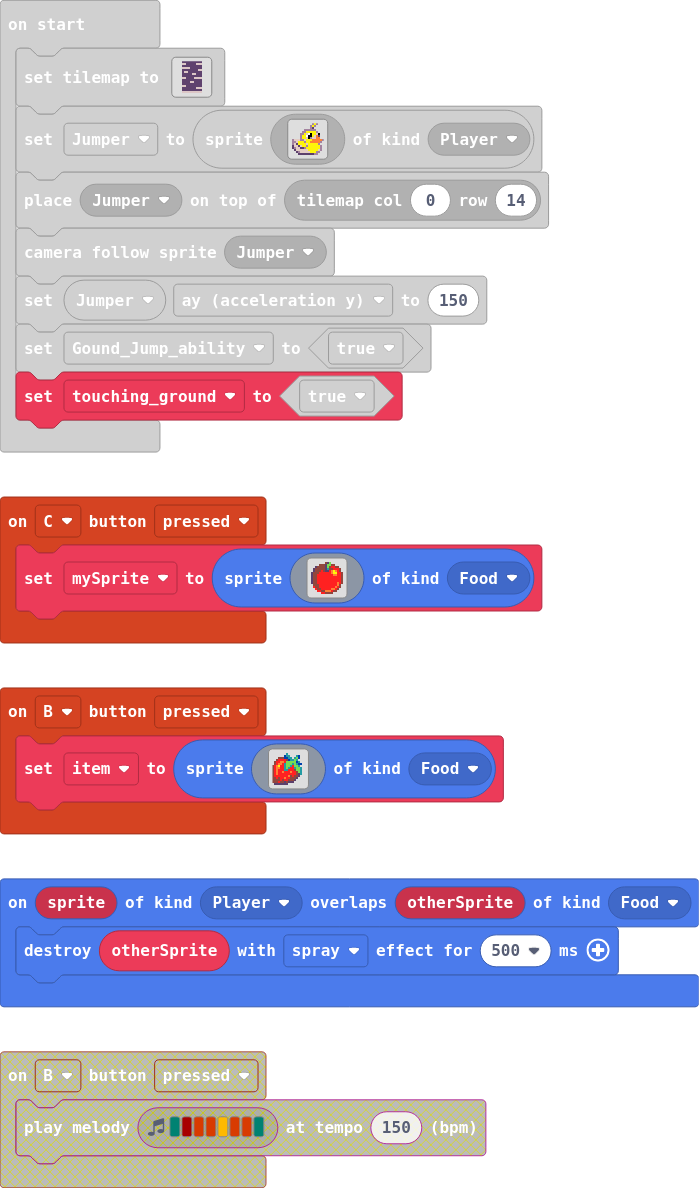 on start
set tilemap to
set Jumper to sprite of kind Player
place Jumper on top of tilemap col 0 row 14
camera follow sprite Jumper
set Jumper ay (acceleration y) to 150
set Gound_Jump_ability to true
set touching_ground to true
on C button pressed
set mySprite to sprite of kind Food
on B button pressed
set item to sprite of kind Food
on sprite of kind Player overlaps otherSprite of kind Food
destroy otherSprite with spray effect for 500 ms
on B button pressed
play melody at tempo 150 (bpm)